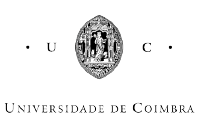 · U C ·
UNIVERSIDADE DE COIMBRA